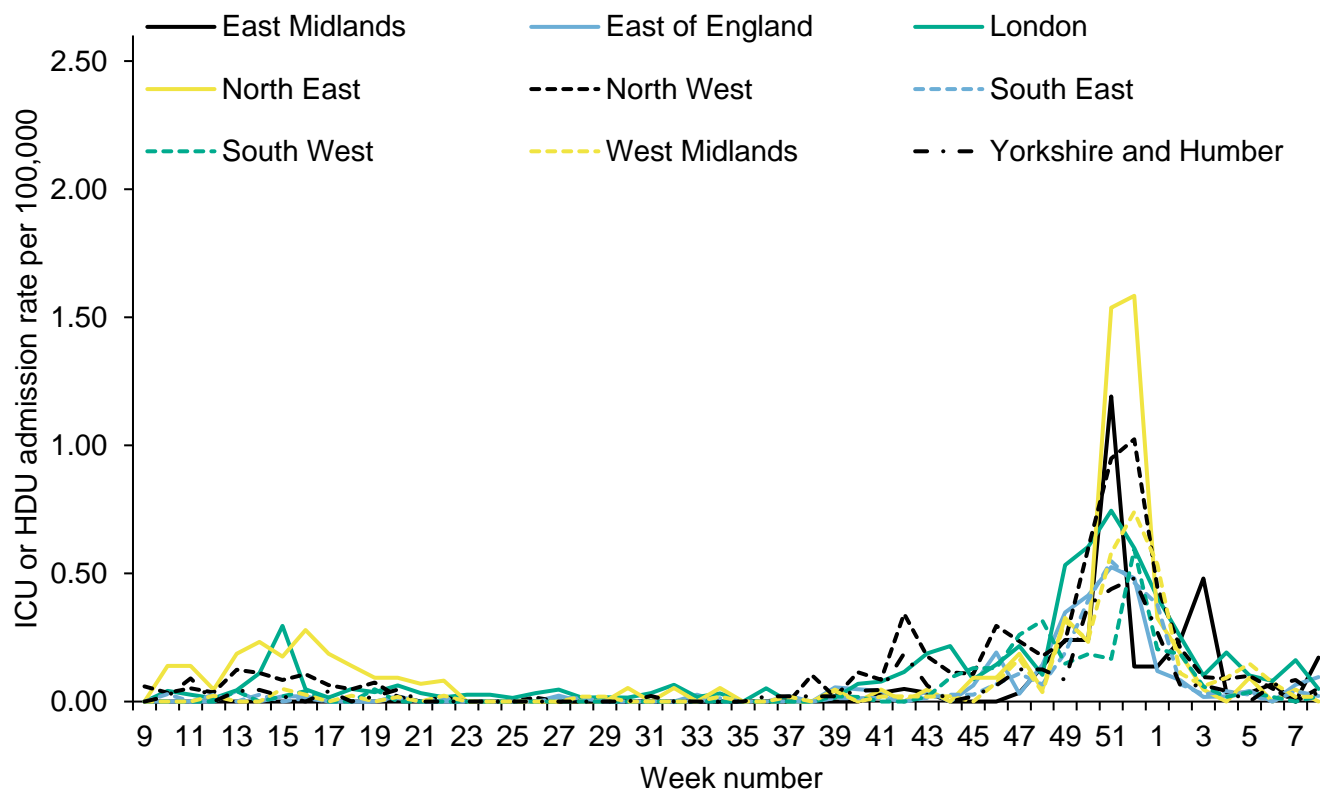 East Midlands East of England London
North East North West South East
South West West Midlands Yorkshire and Humber
ICU or HDU admission rate per 100,000
2.50
2.00
1.50
1.00
0.50
0.00
9 11 13 15 17 19 21 23 25 27 29 31 33 35 37 39 41 43 45 47 49 51 1 3 5 7
Week number